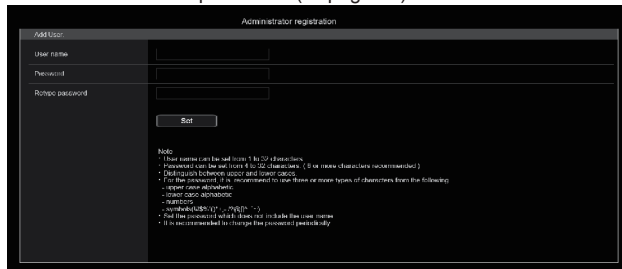 Administrator registration
Add User.
User name
Password
Retype password
Set
Note
* User name can be set from 1 to 32 characters
* Password can be set from 4 to 32 characters. ( 8 or more characters recommended )
* Distinguish between upper and lower cases.
* For the password, it is recommend to use three or more types of characters from the following
- upper case alphabetic
- lower case alphabetic
- numbers
- symbols
* Set the password which does not include the user name
* It is recommended to change the password periodically